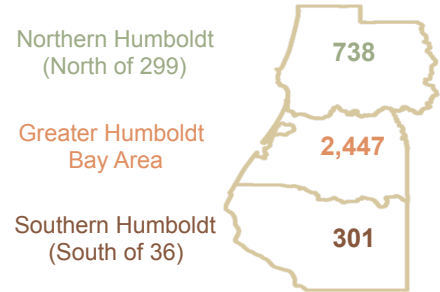 Northern Humboldt
(North of 299)
738
Greater Humboldt
Bay Area
2,447
Southern Humboldt
(South of 36)
301